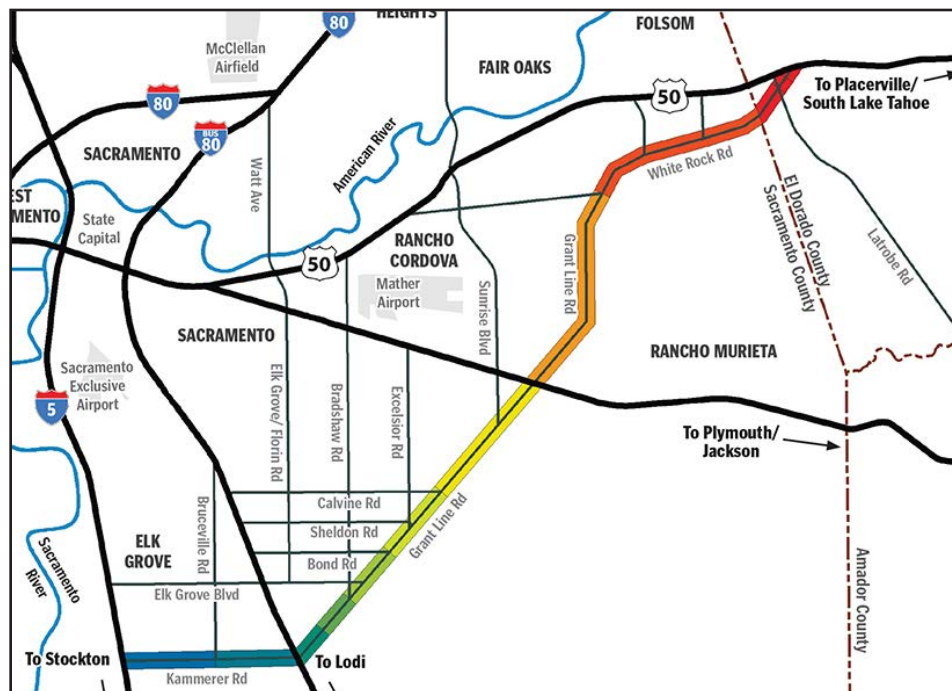 HEIGHTS
FOLSOM
80
McClellan
Airfield
FAIR OAKS
To Placerville/
South Lake Tahoe
80
50
BUS
80
SACRAMENTO
American River
White Rock Rd
Watt Ave
EST
MENTO
State
Capital
El Dorado County
Sacramento County
50
RANCHO
CORDOVA
Grant Line Rd
Latrobe Rd
Mather
Airport
Sunrise Blvd
SACRAMENTO
RANCHO MURIETA
Sacramento
Exclusive
Airport
5
Elk Grove/ Florin Rd
Bradshaw Rd
Excelsior Rd
To Plymouth/
Jackson
Bruceville Rd
Calvine Rd
Sheldon Rd
Grant Line Rd
ELK
GROVE
Bond Rd
Sacramento
River
Elk Grove Blvd
Amador County
To Stockton
To Lodi
Kammerer Rd